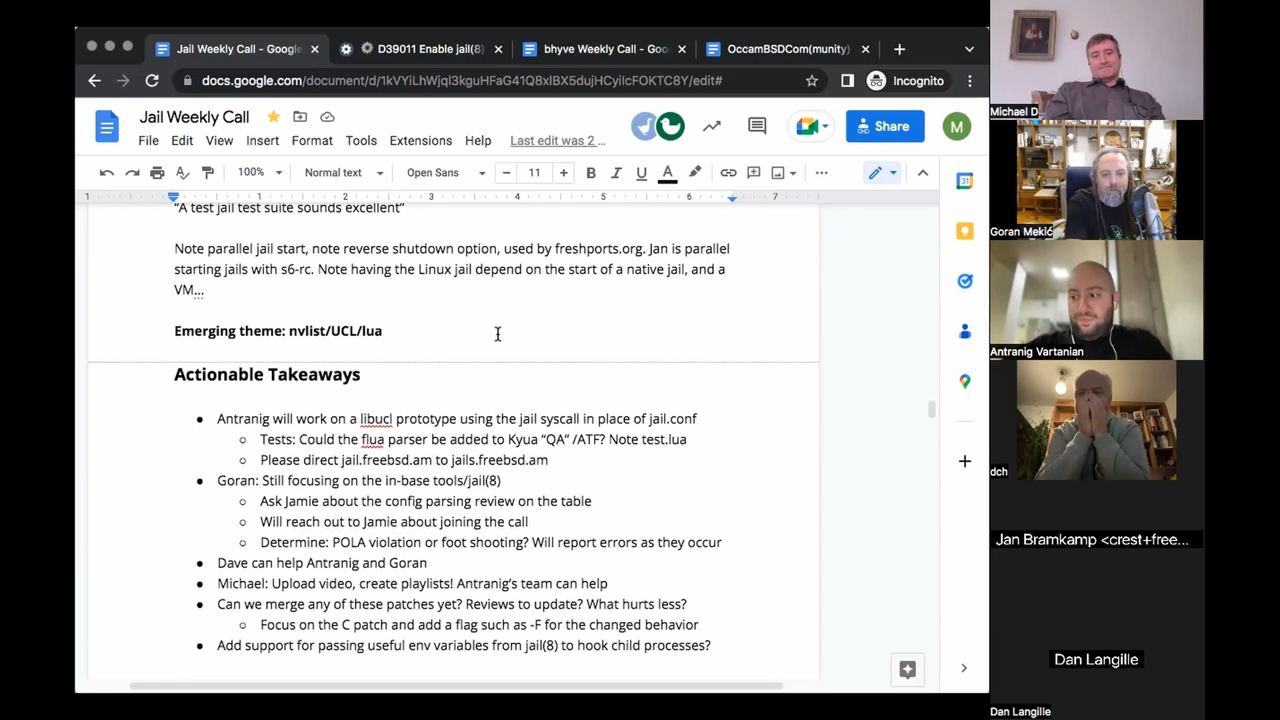 Jail Weekly Call - Google
D39011 Enable jail(8)
bhyve Weekly Call - Goo
OccamBSDCom(munity)
docs.google.com/document/d/1kVYiLhWjql3kguHFaG41Q8xIBX5dujHCyilcFOKTC8Y/edit#
Incognito
Jail Weekly Call
File Edit View Insert Format Tools Extensions Help Last edit was 2 ...
Share
M
100% Normal text Open Sans 11 B I U A
1 1 2 3 4 5 6 7
“A test jail test suite sounds excellent”
Note parallel jail start, note reverse shutdown option, used by freshports.org. Jan is parallel
starting jails with s6-rc. Note having the Linux jail depend on the start of a native jail, and a
VM...
Emerging theme: nvlist/UCL/lua
Actionable Takeaways
● Antranig will work on a libucl prototype using the jail syscall in place of jail.conf
○ Tests: Could the flua parser be added to Kyua “QA” /ATF? Note test.lua
○ Please direct jail.freebsd.am to jails.freebsd.am
● Goran: Still focusing on the in-base tools/jail(8)
○ Ask Jamie about the config parsing review on the table
○ Will reach out to Jamie about joining the call
○ Determine: POLA violation or foot shooting? Will report errors as they occur
● Dave can help Antranig and Goran
● Michael: Upload video, create playlists! Antranig’s team can help
● Can we merge any of these patches yet? Reviews to update? What hurts less?
○ Focus on the C patch and add a flag such as -F for the changed behavior
● Add support for passing useful env variables from jail(8) to hook child processes?
Michael D
Goran Mekić
Antranig Vartanian
dch
Jan Bramkamp <crest+free...
Dan Langille
Dan Langille